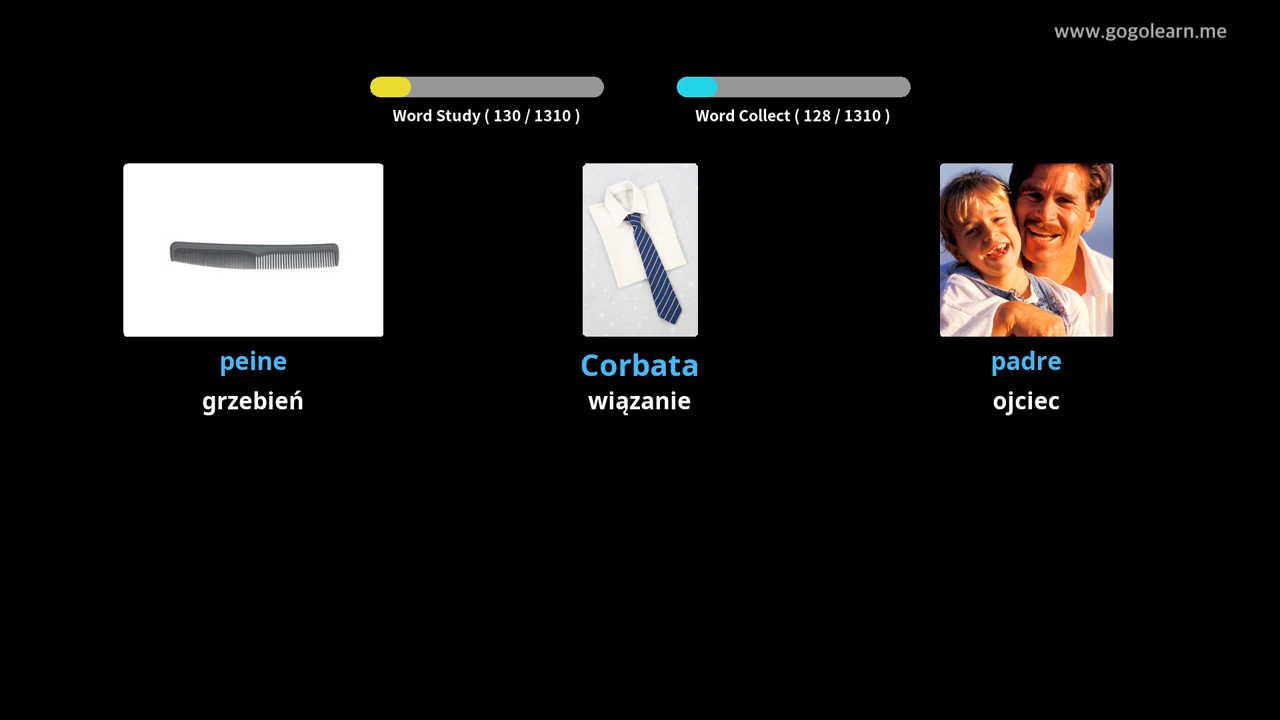 www.gogolearn.me
Word Study ( 130 / 1310 )
Word Collect ( 128 / 1310 )
peine
grzebień
Corbata
wiązanie
padre
ojciec